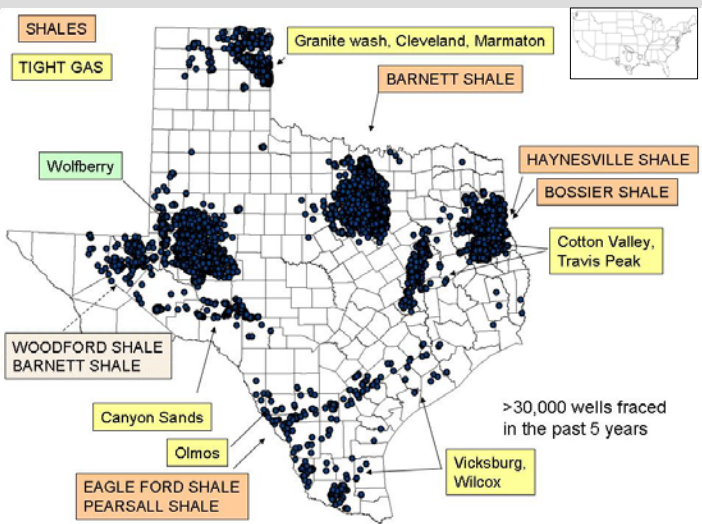 SHALES
TIGHT GAS
Granite wash, Cleveland, Marmaton
BARNETT SHALE
Wolfberry
HAYNESVILLE SHALE
BOSSIER SHALE
Cotton Valley,
Travis Peak
WOODFORD SHALE
BARNETT SHALE
Canyon Sands
Olmos
EAGLE FORD SHALE
PEARSALL SHALE
>30,000 wells fraced
in the past 5 years
Vicksburg,
Wilcox